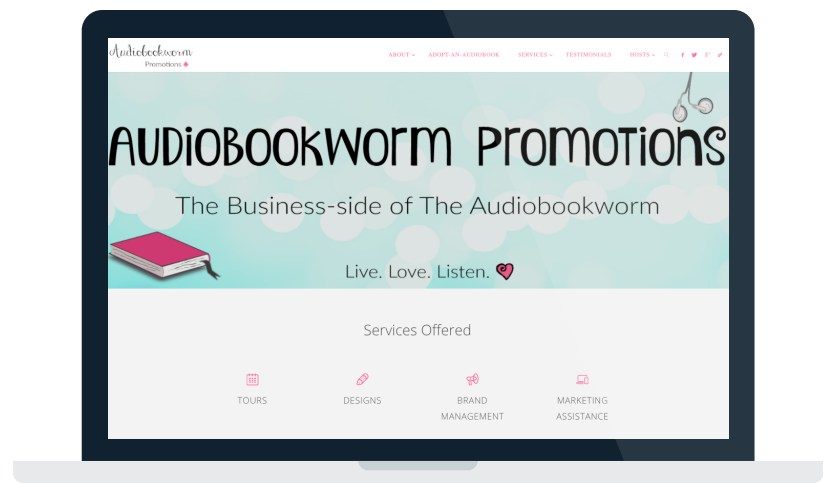 Audiobookworm
Promotions
ABOUT
ADOPT-AN-AUDIOBOOK
SERVICES
TESTIMONIALS
HOSTS
AUDIOBOOKWORM PROMOTIONS
The Business-side of The Audiobookworm
Live. Love. Listen.
Services Offered
TOURS
DESIGNS
BRAND
MANAGEMENT
MARKETING
ASSISTANCE